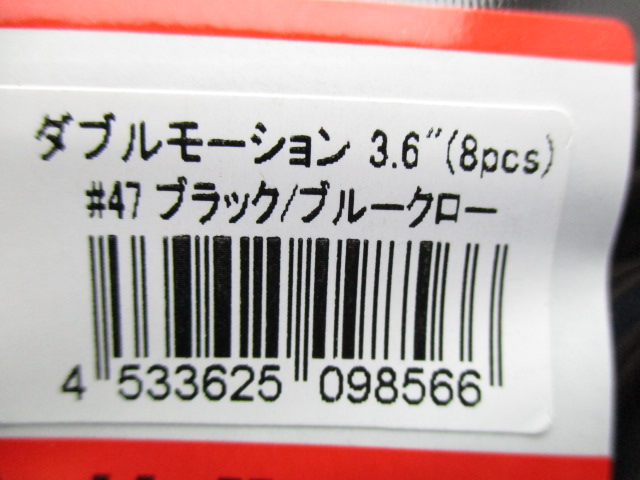 ダブルモーション 3.6″(8pcs)
#47 ブラック/ブルークロー
4 533625 098566